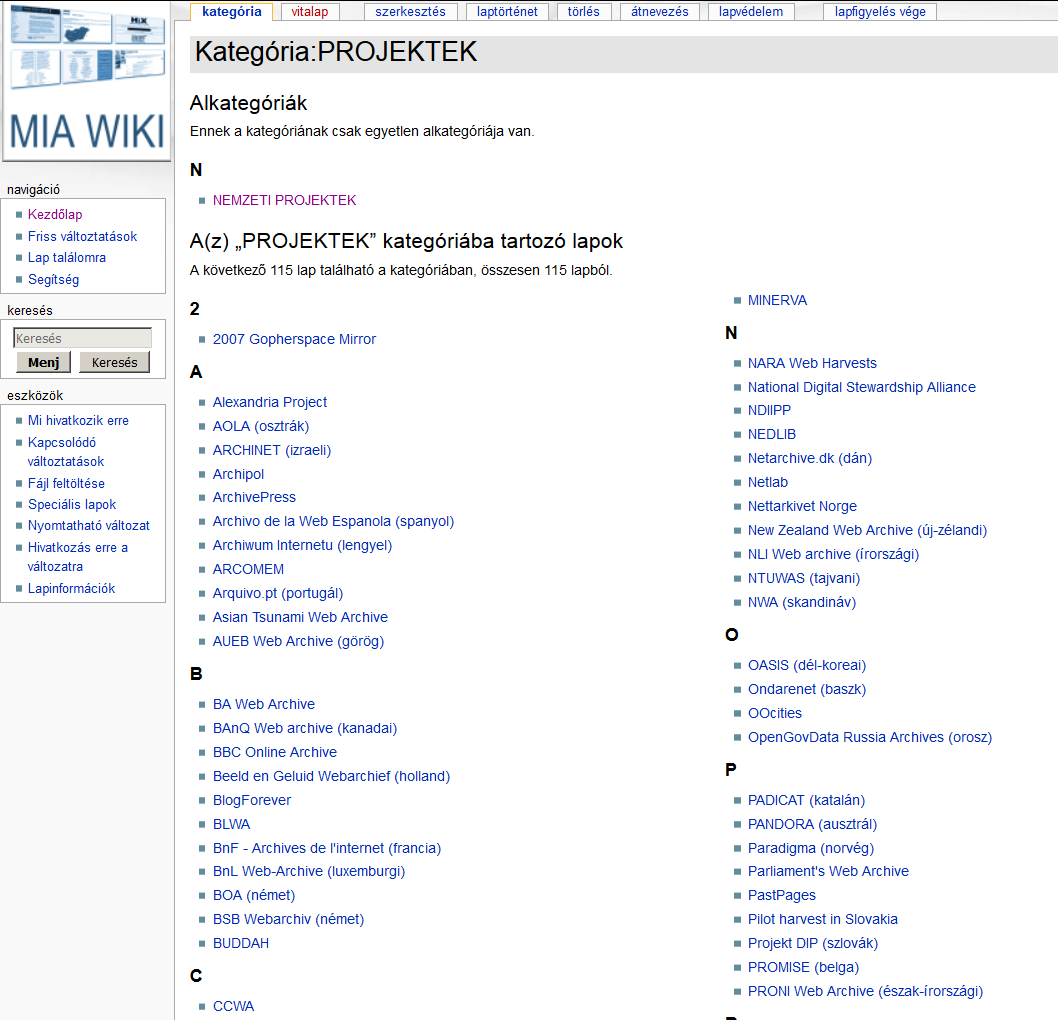 kategória
vitalap
szerkesztés
laptörténet
törlés
átnevezés
lapvédelem
lapfigyelés vége
MIA WIKI
navigáció
Kezdőlap
Friss változtatások
Lap találomra
Segítség
keresés
Keresés
Menj
Keresés
eszközök
Mi hivatkozik erre
Kapcsolódó
változtatások
Fájl feltöltése
Speciális lapok
Nyomtatható változat
Hivatkozás erre a
változatra
Lapinformációk
Kategória:PROJEKTEK
Alkategóriák
Ennek a kategóriának csak egyetlen alkategóriája van.
N
NEMZETI PROJEKTEK
A(z) „PROJEKTEK” kategóriába tartozó lapok
A következő 115 lap található a kategóriában, összesen 115 lapból.
2
2007 Gopherspace Mirror
A
Alexandria Project
AOLA (osztrák)
ARCHINET (izraeli)
Archipol
ArchivePress
Archivo de la Web Espanola (spanyol)
Archiwum Internetu (lengyel)
ARCOMEM
Arquivo.pt (portugál)
Asian Tsunami Web Archive
AUEB Web Archive (görög)
B
BA Web Archive
BAnQ Web archive (kanadai)
BBC Online Archive
Beeld en Geluid Webarchief (holland)
BlogForever
BLWA
BnF - Archives de l'internet (francia)
BnL Web-Archive (luxemburgi)
BOA (német)
BSB Webarchiv (német)
BUDDAH
C
CCWA
MINERVA
N
NARA Web Harvests
National Digital Stewardship Alliance
NDIIPP
NEDLIB
Netarchive.dk (dán)
Netlab
Nettarkivet Norge
New Zealand Web Archive (új-zélandi)
NLI Web archive (írországi)
NTUWAS (tajvani)
NWA (skandináv)
O
OASIS (dél-koreai)
Ondarenet (baszk)
OOcities
OpenGovData Russia Archives (orosz)
P
PADICAT (katalán)
PANDORA (ausztrál)
Paradigma (norvég)
Parliament's Web Archive
PastPages
Pilot harvest in Slovakia
Projekt DIP (szlovák)
PROMISE (belga)
PRONI Web Archive (észak-írországi)